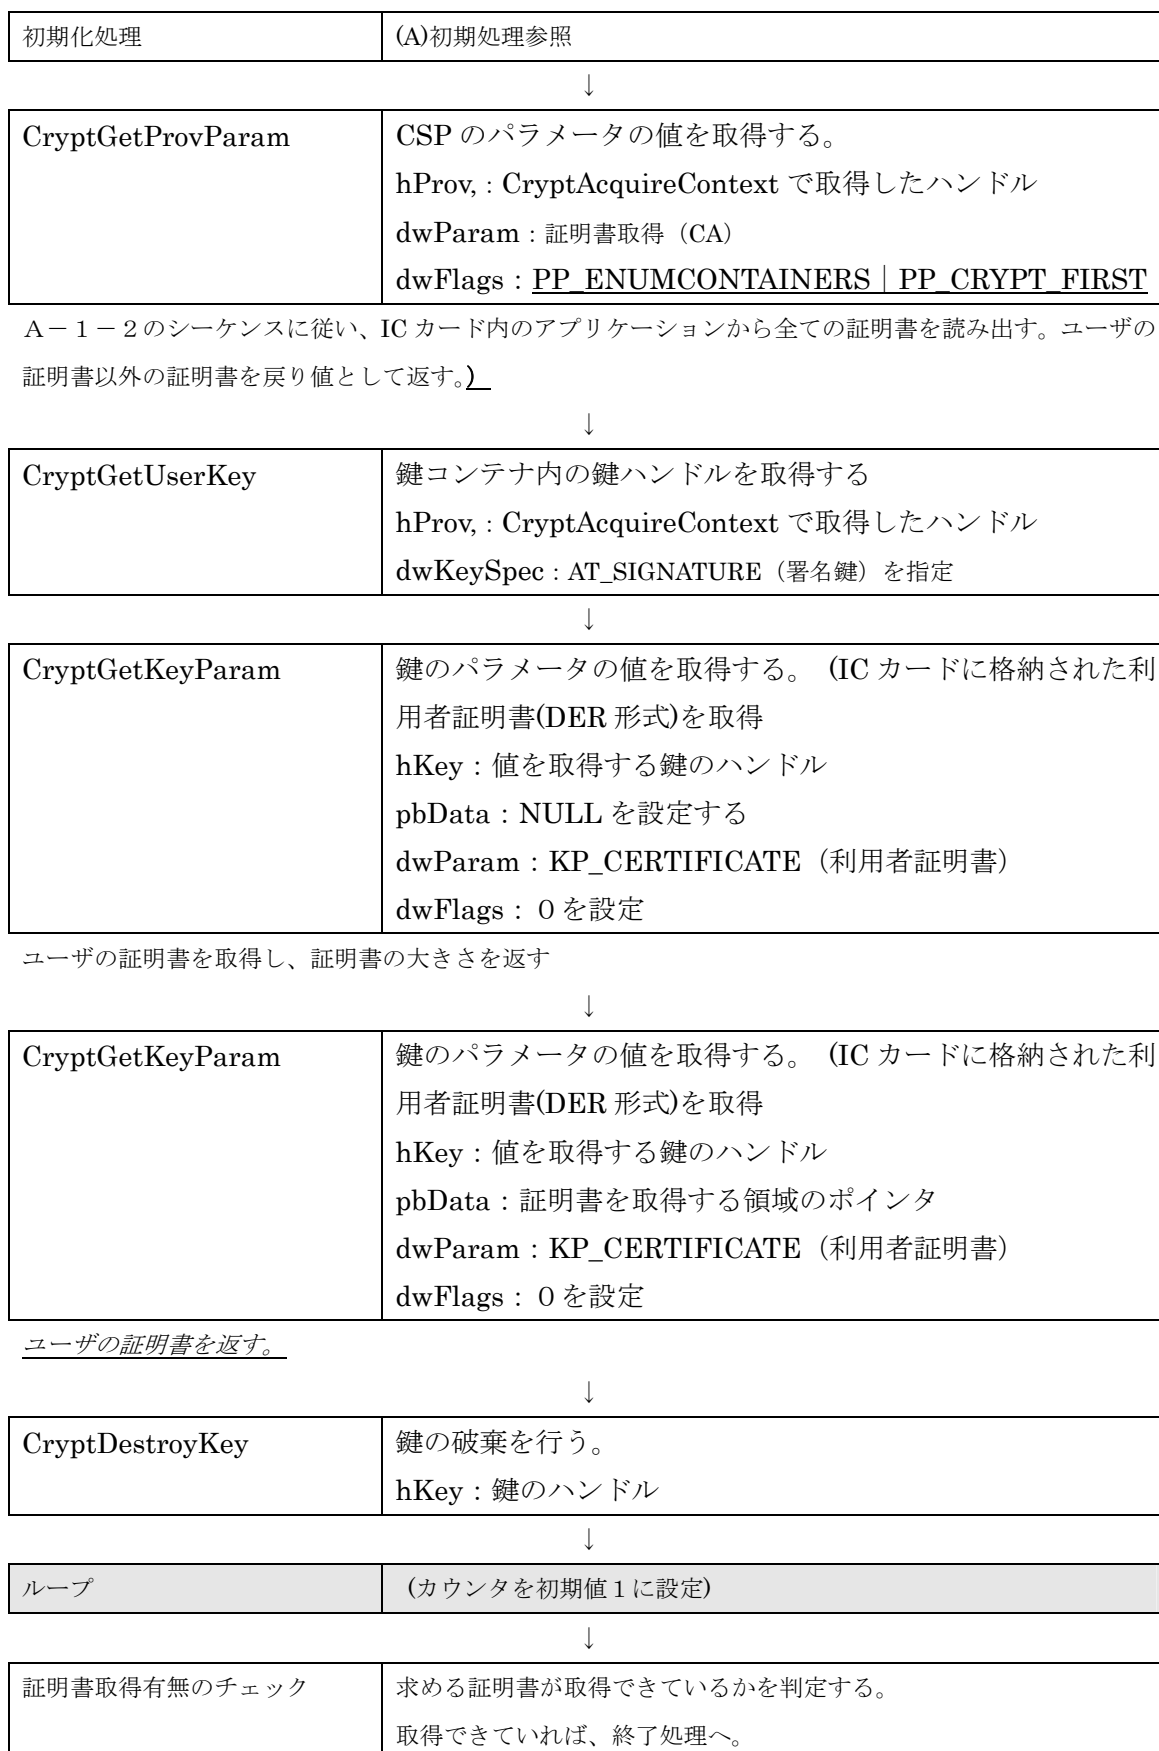 初期化処理
(A)初期処理参照
↓
CryptGetProvParam
CSP のパラメータの値を取得する。
hProv,：CryptAcquireContext で取得したハンドル
dwParam：証明書取得（CA）
dwFlags：PP_ENUMCONTAINERS｜PP_CRYPT_FIRST
Ａ－１－２のシーケンスに従い、IC カード内のアプリケーションから全ての証明書を読み出す。ユーザの
証明書以外の証明書を戻り値として返す。)
↓
CryptGetUserKey
鍵コンテナ内の鍵ハンドルを取得する
hProv,：CryptAcquireContext で取得したハンドル
dwKeySpec：AT_SIGNATURE（署名鍵）を指定
↓
CryptGetKeyParam
鍵のパラメータの値を取得する。 (IC カードに格納された利
用者証明書(DER 形式)を取得
hKey：値を取得する鍵のハンドル
pbData：NULL を設定する
dwParam：KP_CERTIFICATE（利用者証明書）
dwFlags：０を設定
ユーザの証明書を取得し、証明書の大きさを返す
↓
CryptGetKeyParam
鍵のパラメータの値を取得する。 (IC カードに格納された利
用者証明書(DER 形式)を取得
hKey：値を取得する鍵のハンドル
pbData：証明書を取得する領域のポインタ
dwParam：KP_CERTIFICATE（利用者証明書）
dwFlags：０を設定
ユーザの証明書を返す。
↓
CryptDestroyKey
鍵の破棄を行う。
hKey：鍵のハンドル
↓
ループ
(カウンタを初期値１に設定)
↓
証明書取得有無のチェック
求める証明書が取得できているかを判定する。
取得できていれば、終了処理へ。